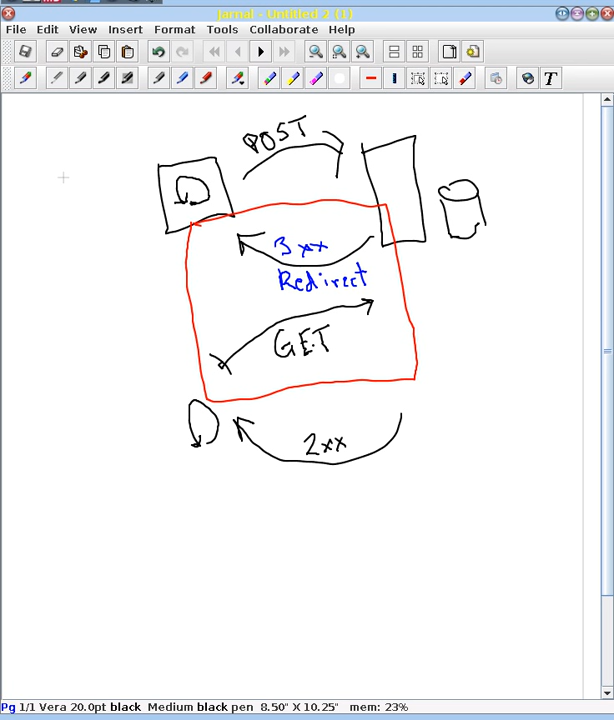 Jarnal - Untitled 2 (1)
File Edit View Insert Format Tools Collaborate Help
T
POST
3xx
Redirect
GET
2xx
Pg 1/1 Vera 20.0pt black Medium black pen 8.50" X 10.25" mem: 23%